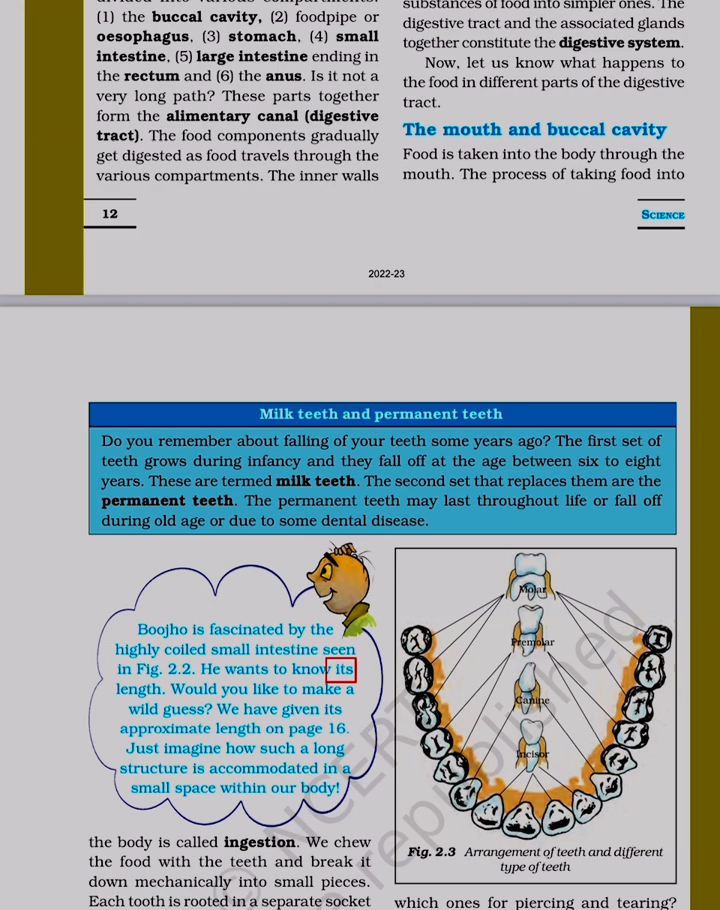 (1) the buccal cavity, (2) foodpipe or
oesophagus, (3) stomach, (4) small
intestine, (5) large intestine ending in
the rectum and (6) the anus. Is it not a
very long path? These parts together
form the alimentary canal (digestive
tract). The food components gradually
get digested as food travels through the
various compartments. The inner walls
substances of food into simpler ones. The
digestive tract and the associated glands
together constitute the digestive system.
Now, let us know what happens to
the food in different parts of the digestive
tract.
The mouth and buccal cavity
Food is taken into the body through the
mouth. The process of taking food into
12
SCIENCE
2022-23
Milk teeth and permanent teeth
Do you remember about falling of your teeth some years ago? The first set of
teeth grows during infancy and they fall off at the age between six to eight
years. These are termed milk teeth. The second set that replaces them are the
permanent teeth. The permanent teeth may last throughout life or fall off
during old age or due to some dental disease.
Boojho is fascinated by the
highly coiled small intestine seen
in Fig. 2.2. He wants to know its
length. Would you like to make a
wild guess? We have given its
approximate length on page 16.
Just imagine how such a long
structure is accommodated in a
small space within our body!
the body is called ingestion. We chew
the food with the teeth and break it
down mechanically into small pieces.
Each tooth is rooted in a separate socket
Molar
Premolar
Canine
Incisor
Fig. 2.3 Arrangement of teeth and different
type of teeth
which ones for piercing and tearing?
© NCERT
republished